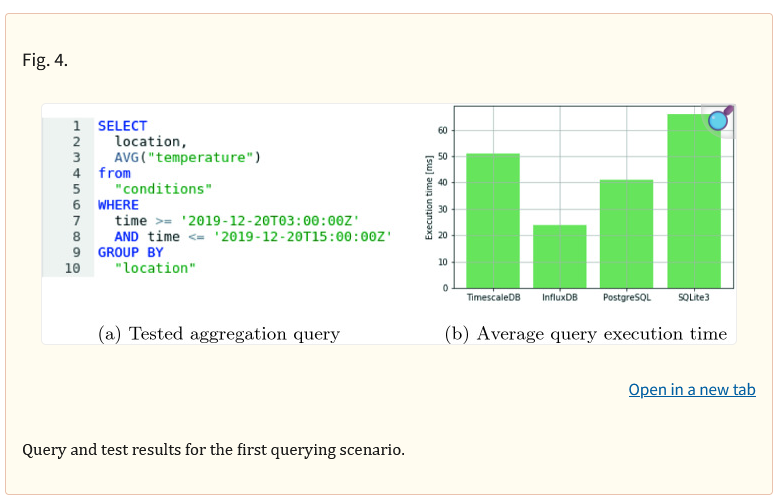 Fig. 4.
1 SELECT
2 location,
3 AVG("temperature")
4 from
5 "conditions"
6 WHERE
7 time >= '2019-12-20T03:00:00Z'
8 AND time <= '2019-12-20T15:00:00Z'
9 GROUP BY
10 "location"
(a) Tested aggregation query
Execution time [ms]
60
50
40
30
20
10
0
TimescaleDB InfluxDB PostgreSQL SQLite3
(b) Average query execution time
Open in a new tab
Query and test results for the first querying scenario.